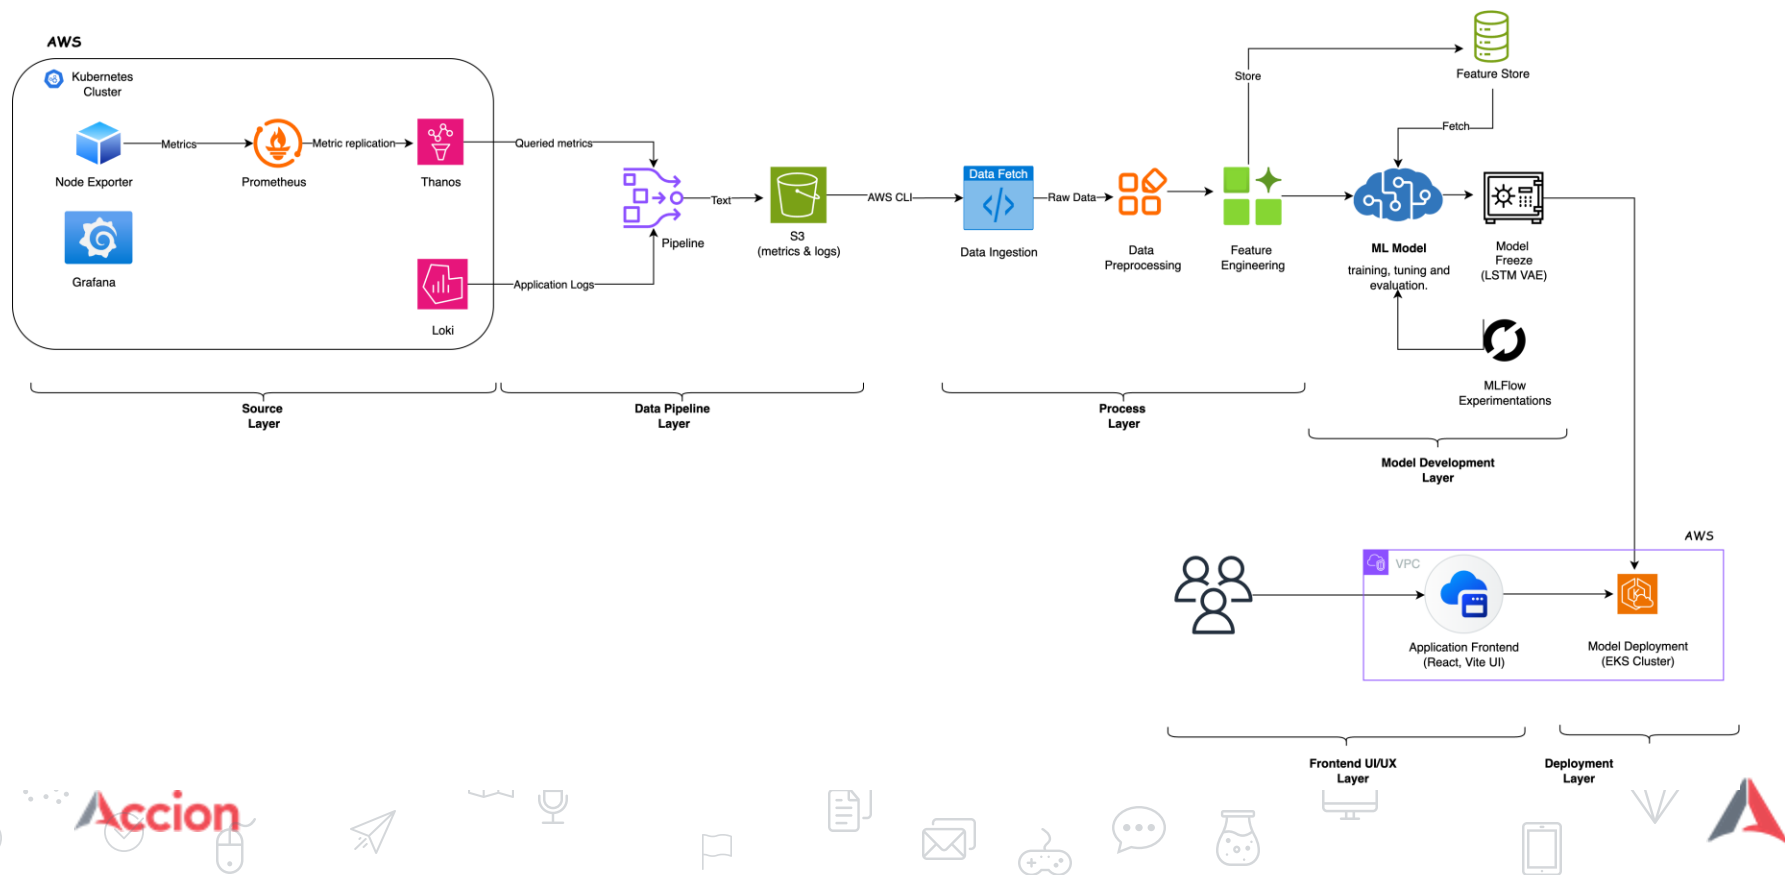 AWS
Kubernetes
Cluster
Node Exporter
Metrics
Prometheus
Metric replication
Thanos
Grafana
Loki
Queried metrics
Application Logs
Pipeline
Text
S3
(metrics & logs)
AWS CLI
Data Fetch
Data Ingestion
Raw Data
Data
Preprocessing
Feature
Engineering
Store
Feature Store
Fetch
ML Model
training, tuning and
evaluation.
Model
Freeze
(LSTM VAE)
MLFlow
Experimentations
Source
Layer
Data Pipeline
Layer
Process
Layer
Model Development
Layer
AWS
VPC
Application Frontend
(React, Vite UI)
Model Deployment
(EKS Cluster)
Frontend UI/UX
Layer
Deployment
Layer
Accion